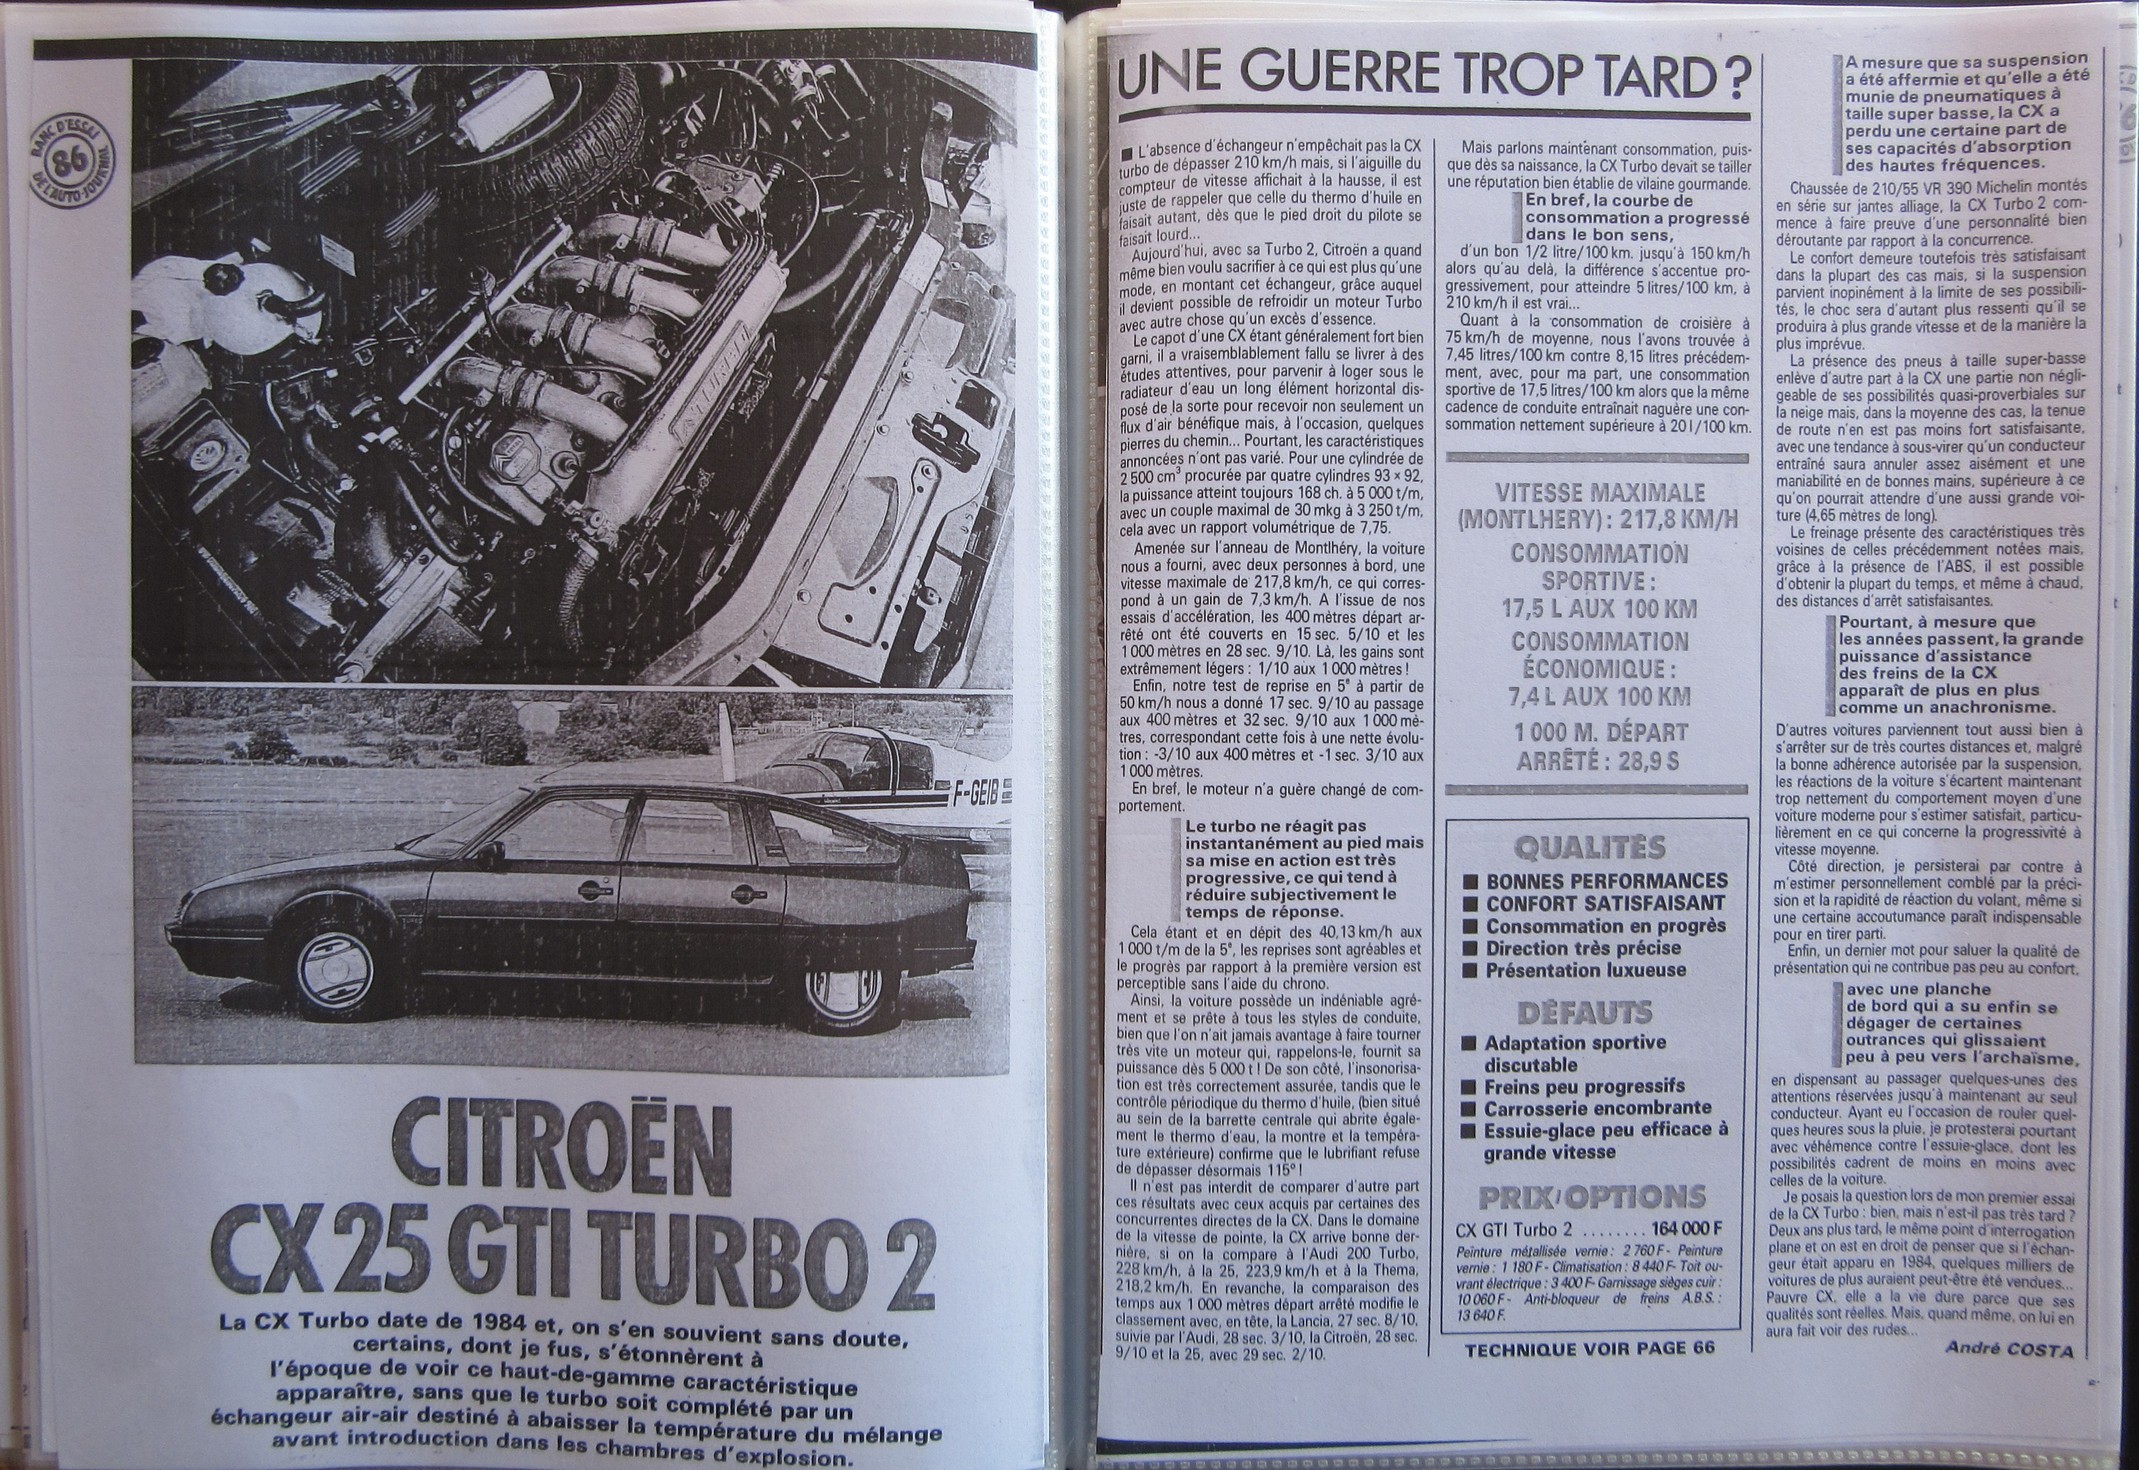 BANC D'ESSAI
86
DE L'AUTO JOURNAL
TURBO
F-GEIB
CITROËN
CX 25 GTI TURBO 2
La CX Turbo date de 1984 et, on s'en souvient sans doute,
certains, dont je fus, s'étonnèrent à
l'époque de voir ce haut-de-gamme caractéristique
apparaître, sans que le turbo soit complété par un
échangeur air-air destiné à abaisser la température du mélange
avant introduction dans les chambres d'explosion.
UNE GUERRE TROP TARD ?
■ L'absence d'échangeur n'empêchait pas la CX
turbo de dépasser 210 km/h mais, si l'aiguille du
compteur de vitesse affichait à la hausse, il est
juste de rappeler que celle du thermo d'huile en
faisait autant, dès que le pied droit du pilote se
faisait lourd...
Aujourd'hui, avec sa Turbo 2, Citroën a quand
même bien voulu sacrifier à ce qui est plus qu'une
mode, en montant cet échangeur, grâce auquel
il devient possible de refroidir un moteur Turbo
avec autre chose qu'un excès d'essence.
Le capot d'une CX étant généralement fort bien
garni, il a vraisemblablement fallu se livrer à des
études attentives, pour parvenir à loger sous le
radiateur d'eau un long élément horizontal dis-
posé de la sorte pour recevoir non seulement un
flux d'air bénéfique mais, à l'occasion, quelques
pierres du chemin... Pourtant, les caractéristiques
annoncées n'ont pas varié. Pour une cylindrée de
2 500 cm³ procurée par quatre cylindres 93 × 92,
la puissance atteint toujours 168 ch. à 5 000 t/m,
avec un couple maximal de 30 mkg à 3 250 t/m,
cela avec un rapport volumétrique de 7,75.
Amenée sur l'anneau de Montlhéry, la voiture
nous a fourni, avec deux personnes à bord, une
vitesse maximale de 217,8 km/h, ce qui corres-
pond à un gain de 7,3 km/h. A l'issue de nos
essais d'accélération, les 400 mètres départ ar-
rêté ont été couverts en 15 sec. 5/10 et les
1 000 mètres en 28 sec. 9/10. Là, les gains sont
extrêmement légers : 1/10 aux 1 000 mètres !
Enfin, notre test de reprise en 5e à partir de
50 km/h nous a donné 17 sec. 9/10 au passage
aux 400 mètres et 32 sec. 9/10 aux 1 000 mè-
tres, correspondant cette fois à une nette évolu-
tion : -3/10 aux 400 mètres et -1 sec. 3/10 aux
1 000 mètres.
En bref, le moteur n'a guère changé de com-
portement.
Le turbo ne réagit pas
instantanément au pied mais
sa mise en action est très
progressive, ce qui tend à
réduire subjectivement le
temps de réponse.
Cela étant et en dépit des 40,13 km/h aux
1 000 t/m de la 5e, les reprises sont agréables et
le progrès par rapport à la première version est
perceptible sans l'aide du chrono.
Ainsi, la voiture possède un indéniable agré-
ment et se prête à tous les styles de conduite,
bien que l'on n'ait jamais avantage à faire tourner
très vite un moteur qui, rappelons-le, fournit sa
puissance dès 5 000 t ! De son côté, l'insonorisa-
tion est très correctement assurée, tandis que le
contrôle périodique du thermo d'huile, (bien situé
au sein de la barrette centrale qui abrite égale-
ment le thermo d'eau, la montre et la tempéra-
ture extérieure) confirme que le lubrifiant refuse
de dépasser désormais 115° !
Il n'est pas interdit de comparer d'autre part
ces résultats avec ceux acquis par certaines des
concurrentes directes de la CX. Dans le domaine
de la vitesse de pointe, la CX arrive bonne der-
nière, si on la compare à l'Audi 200 Turbo,
228 km/h, à la 25, 223,9 km/h et à la Thema,
218,2 km/h. En revanche, la comparaison des
temps aux 1 000 mètres départ arrêté modifie le
classement avec, en tête, la Lancia, 27 sec. 8/10,
suivie par l'Audi, 28 sec. 3/10, la Citroën, 28 sec.
9/10 et la 25, avec 29 sec. 2/10.
Mais parlons maintenant consommation, puis-
que dès sa naissance, la CX Turbo devait se tailler
une réputation bien établie de vilaine gourmande.
En bref, la courbe de
consommation a progressé
dans le bon sens,
d'un bon 1/2 litre/100 km. jusqu'à 150 km/h
alors qu'au delà, la différence s'accentue pro-
gressivement, pour atteindre 5 litres/100 km, à
210 km/h il est vrai...
Quant à la consommation de croisière à
75 km/h de moyenne, nous l'avons trouvée à
7,45 litres/100 km contre 8,15 litres précédem-
ment, avec, pour ma part, une consommation
sportive de 17,5 litres/100 km alors que la même
cadence de conduite entraînait naguère une con-
sommation nettement supérieure à 20 l/100 km.
VITESSE MAXIMALE
(MONTLHERY) : 217,8 KM/H
CONSOMMATION
SPORTIVE :
17,5 L AUX 100 KM
CONSOMMATION
ÉCONOMIQUE :
7,4 L AUX 100 KM
1 000 M. DÉPART
ARRÊTÉ : 28,9 S
QUALITÉS
■ BONNES PERFORMANCES
■ CONFORT SATISFAISANT
■ Consommation en progrès
■ Direction très précise
■ Présentation luxueuse
DÉFAUTS
■ Adaptation sportive
discutable
■ Freins peu progressifs
■ Carrosserie encombrante
■ Essuie-glace peu efficace à
grande vitesse
PRIX/OPTIONS
CX GTI Turbo 2 ........ 164 000 F
Peinture métallisée vernie : 2 760 F - Peinture
vernie : 1 180 F - Climatisation : 8 440 F- Toit ou-
vrant électrique : 3 400 F- Garnissage sièges cuir :
10 060 F - Anti-bloqueur de freins A.B.S. :
13 640 F.
TECHNIQUE VOIR PAGE 66
A mesure que sa suspension
a été affermie et qu'elle a été
munie de pneumatiques à
taille super basse, la CX a
perdu une certaine part de
ses capacités d'absorption
des hautes fréquences.
Chaussée de 210/55 VR 390 Michelin montés
en série sur jantes alliage, la CX Turbo 2 com-
mence à faire preuve d'une personnalité bien
déroutante par rapport à la concurrence.
Le confort demeure toutefois très satisfaisant
dans la plupart des cas mais, si la suspension
parvient inopinément à la limite de ses possibili-
tés, le choc sera d'autant plus ressenti qu'il se
produira à plus grande vitesse et de la manière la
plus imprévue.
La présence des pneus à taille super-basse
enlève d'autre part à la CX une partie non négli-
geable de ses possibilités quasi-proverbiales sur
la neige mais, dans la moyenne des cas, la tenue
de route n'en est pas moins fort satisfaisante,
avec une tendance à sous-virer qu'un conducteur
entraîné saura annuler assez aisément et une
maniabilité en de bonnes mains, supérieure à ce
qu'on pourrait attendre d'une aussi grande voi-
ture (4,65 mètres de long).
Le freinage présente des caractéristiques très
voisines de celles précédemment notées mais,
grâce à la présence de l'ABS, il est possible
d'obtenir la plupart du temps, et même à chaud,
des distances d'arrêt satisfaisantes.
Pourtant, à mesure que
les années passent, la grande
puissance d'assistance
des freins de la CX
apparaît de plus en plus
comme un anachronisme.
D'autres voitures parviennent tout aussi bien à
s'arrêter sur de très courtes distances et, malgré
la bonne adhérence autorisée par la suspension,
les réactions de la voiture s'écartent maintenant
trop nettement du comportement moyen d'une
voiture moderne pour s'estimer satisfait, particu-
lièrement en ce qui concerne la progressivité à
vitesse moyenne.
Côté direction, je persisterai par contre à
m'estimer personnellement comblé par la préci-
sion et la rapidité de réaction du volant, même si
une certaine accoutumance paraît indispensable
pour en tirer parti.
Enfin, un dernier mot pour saluer la qualité de
présentation qui ne contribue pas peu au confort,
avec une planche
de bord qui a su enfin se
dégager de certaines
outrances qui glissaient
peu à peu vers l'archaïsme,
en dispensant au passager quelques-unes des
attentions réservées jusqu'à maintenant au seul
conducteur. Ayant eu l'occasion de rouler quel-
ques heures sous la pluie, je protesterai pourtant
avec véhémence contre l'essuie-glace, dont les
possibilités cadrent de moins en moins avec
celles de la voiture.
Je posais la question lors de mon premier essai
de la CX Turbo : bien, mais n'est-il pas très tard ?
Deux ans plus tard, le même point d'interrogation
plane et on est en droit de penser que si l'échan-
geur était apparu en 1984, quelques milliers de
voitures de plus auraient peut-être été vendues...
Pauvre CX, elle a la vie dure parce que ses
qualités sont réelles. Mais, quand même, on lui en
aura fait voir des rudes...
André COSTA